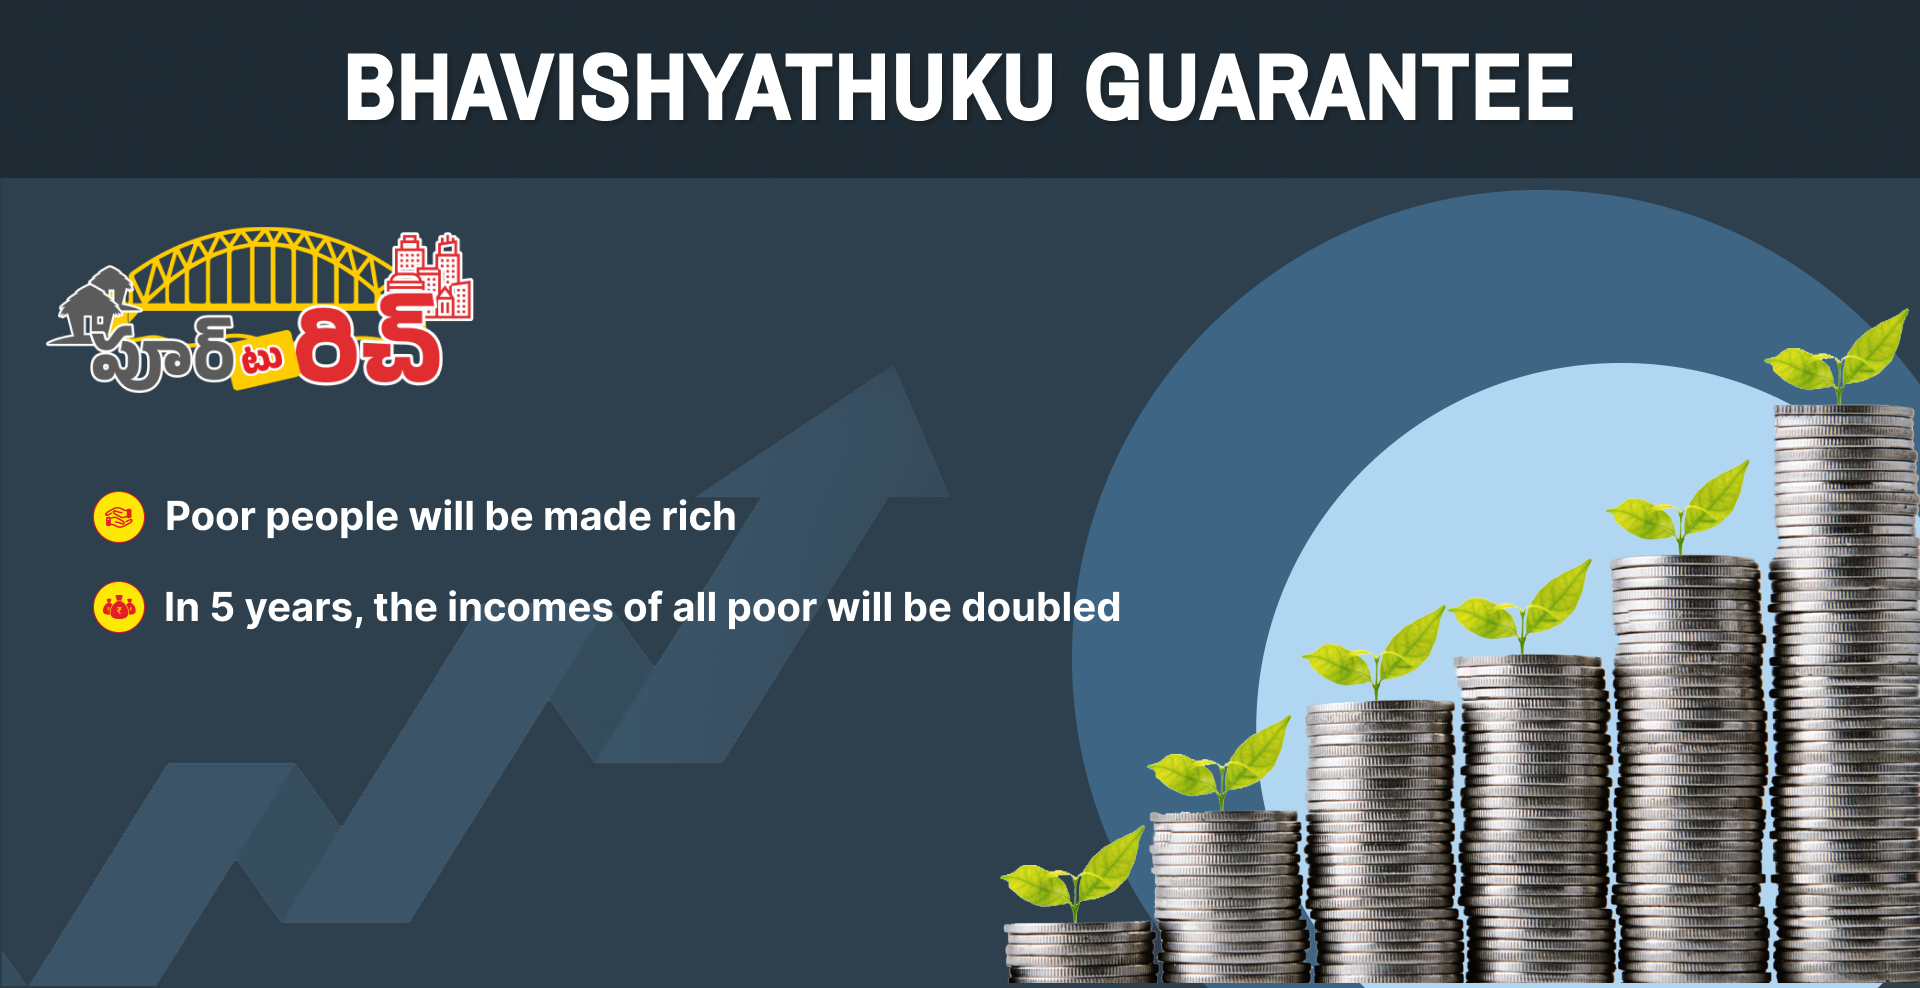 BHAVISHYATHUKU GUARANTEE
పూర్ టు రిచ్
Poor people will be made rich
In 5 years, the incomes of all poor will be doubled